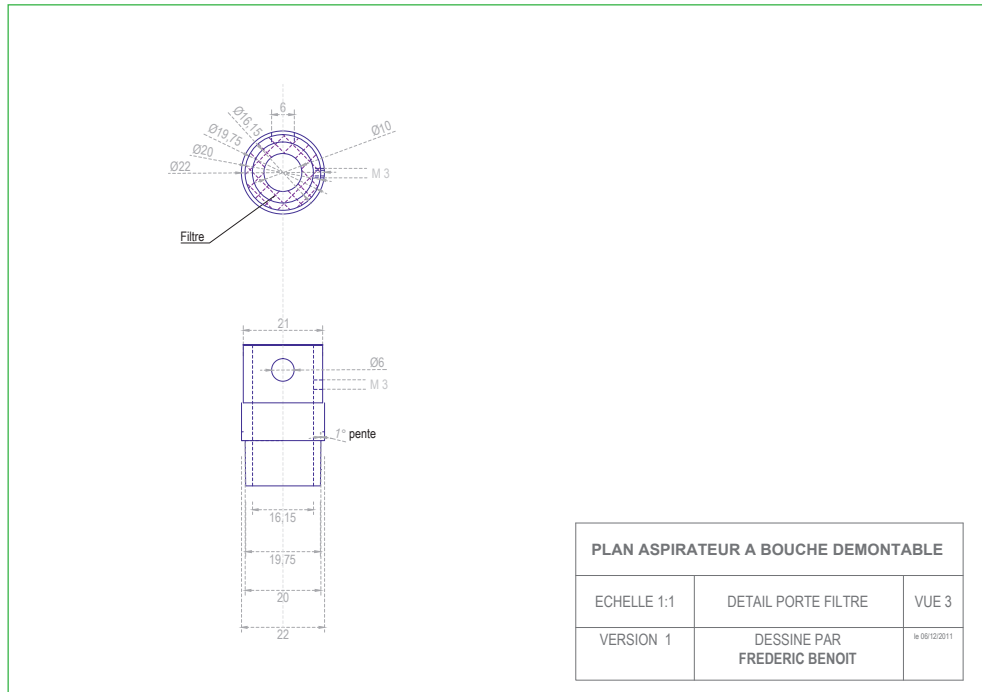 6
Ø16,15
Ø10
Ø19,75
Ø20
Ø22
M 3
Filtre
21
Ø6
M 3
1° pente
16,15
19,75
20
22
PLAN ASPIRATEUR A BOUCHE DEMONTABLE
ECHELLE 1:1
DETAIL PORTE FILTRE
VUE 3
VERSION 1
DESSINE PAR
FREDERIC BENOIT
le 06/12/2011